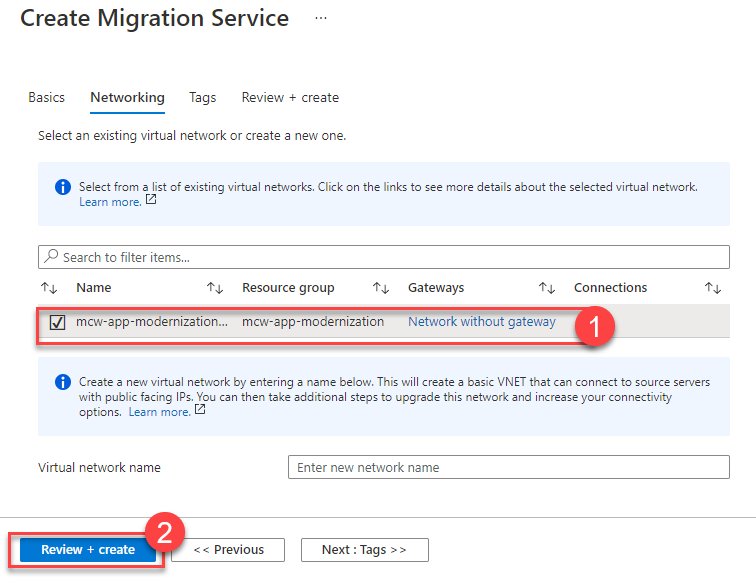 Create Migration Service ...
Basics Networking Tags Review + create
Select an existing virtual network or create a new one.
Select from a list of existing virtual networks. Click on the links to see more details about the selected virtual network.
Learn more.
Search to filter items...
Name Resource group Gateways Connections
mcw-app-modernization... mcw-app-modernization Network without gateway 1
Create a new virtual network by entering a name below. This will create a basic VNET that can connect to source servers
with public facing IPs. You can then take additional steps to upgrade this network and increase your connectivity
options. Learn more.
Virtual network name Enter new network name
2
Review + create << Previous Next : Tags >>